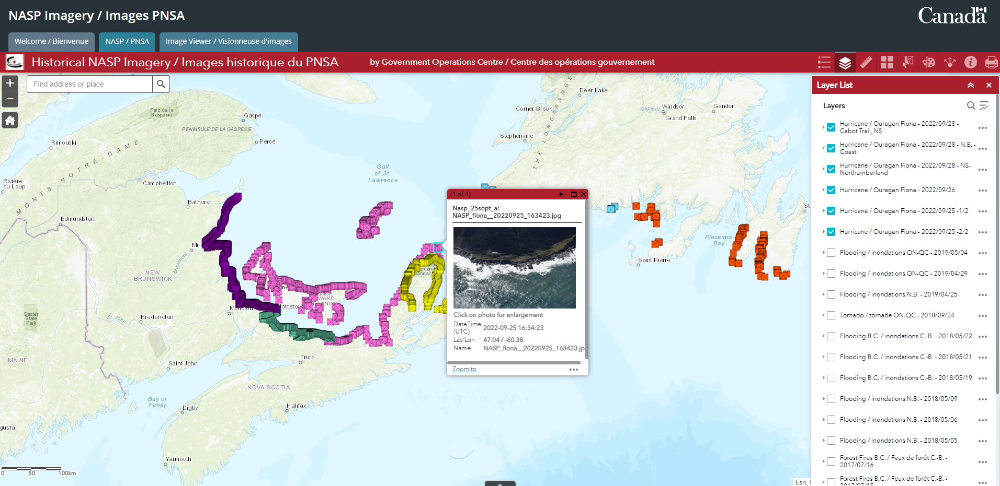 NASP Imagery / Images PNSA
Canada
Welcome / Bienvenue
NASP / PNSA
Image Viewer / Visionneuse d'images
Historical NASP Imagery / Images historique du PNSA
by Government Operations Centre / Centre des opérations gouvernement
+
Find address or place
−
Parc de la
Gaspésie
Gaspé
PÉNINSULE DE LA GASPÉSIE
Percé
Rimouski
MONTS NOTRE-DAME
Riviere-
du-Loup
Campbellton
Bathurst
Edmundston
Gulf
of St.
Lawrence
Deer Lake
Corner Brook
THE LONG RANGE
Stephenville
Exploits
Windsor
Grand Falls
Gander
Placentia
Bay
Saint Pierre
St
Mira
Miramichi
NEW
BRUNSWICK
Baxter
State
Park
St. John
Fredericton
Moncton
ISLAND
MAINE
Saint John
Truro
NOVA SCOTIA
Bay of
Fundy
Digby
Halifax
Yarmouth
gusta
0 50 100km
(1 of 4)
Nasp_25sept_a:
NASP_fiona__20220925_163423.jpg
Click on photo for enlargement
DateTime
(UTC) 2022-09-25 16:34:23
Lat/Lon 47.04 / -60.38
Name NASP_fiona__20220925_163423.jp
Zoom to
Layer List
Layers
Hurricane / Ouragan Fiona - 2022/09/28 -
Cabot Trail, NS
Hurricane / Ouragan Fiona - 2022/09/28 - N.B. -
Coast
Hurricane / Ouragan Fiona - 2022/09/28 - NS-
Northumberland
Hurricane / Ouragan Fiona - 2022/09/26
Hurricane / Ouragan Fiona - 2022/09/25 -1/2
Hurricane / Ouragan Fiona - 2022/09/25 -2/2
Flooding / inondations ON-QC - 2019/05/04
Flooding / inondations ON-QC - 2019/04/29
Flooding / inondations N.B. - 2019/04/25
Tornado / tornade ON-QC - 2018/09/24
Flooding B.C. / inondations C.-B. - 2018/05/22
Flooding B.C. / inondations C.-B. - 2018/05/21
Flooding B.C. / inondations C.-B. - 2018/05/19
Flooding / inondations N.B. - 2018/05/09
Flooding / inondations N.B. - 2018/05/06
Flooding / inondations N.B. - 2018/05/05
Forest Fires B.C. / Feux de forêt C.-B. -
2017/07/16
Forest Fires B.C. / Feux de forêt C.-B. -
2017/07/15
Esri,